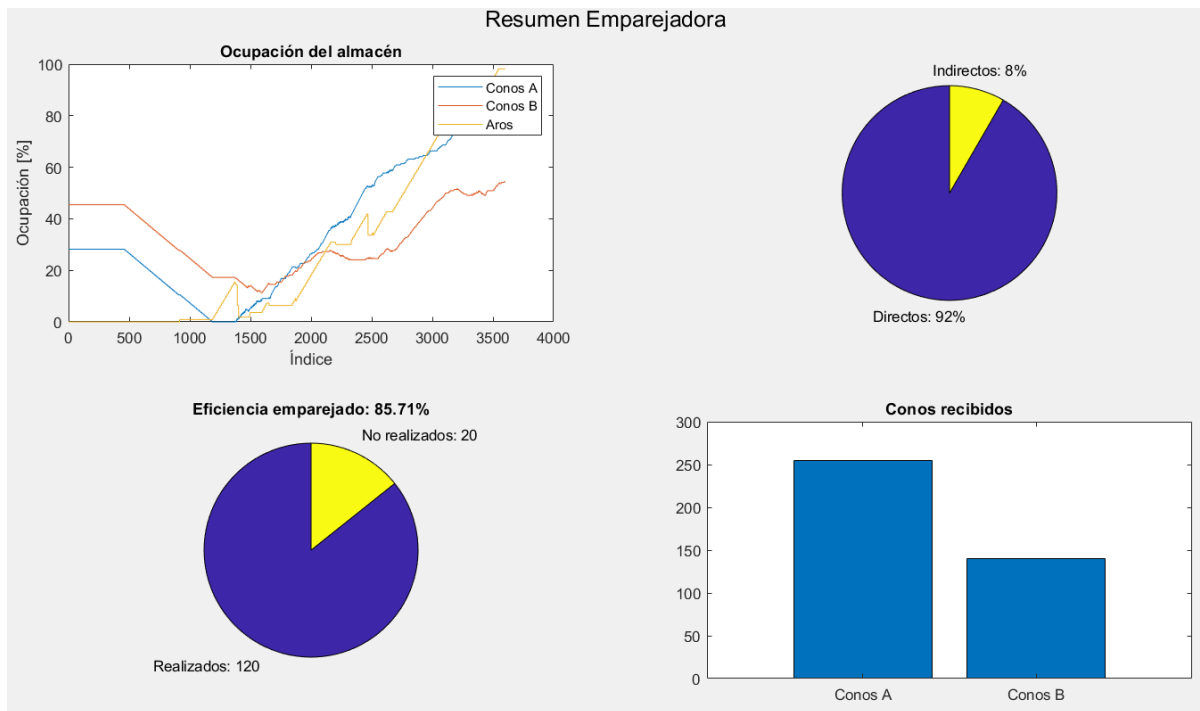 Resumen Emparejadora
Ocupación del almacén
100
80
60
40
20
0
Ocupación [%]
0 500 1000 1500 2000 2500 3000 3500 4000
Índice
Conos A
Conos B
Aros
Indirectos: 8%
Directos: 92%
Eficiencia emparejado: 85.71%
No realizados: 20
Realizados: 120
Conos recibidos
300
250
200
150
100
50
0
Conos A Conos B